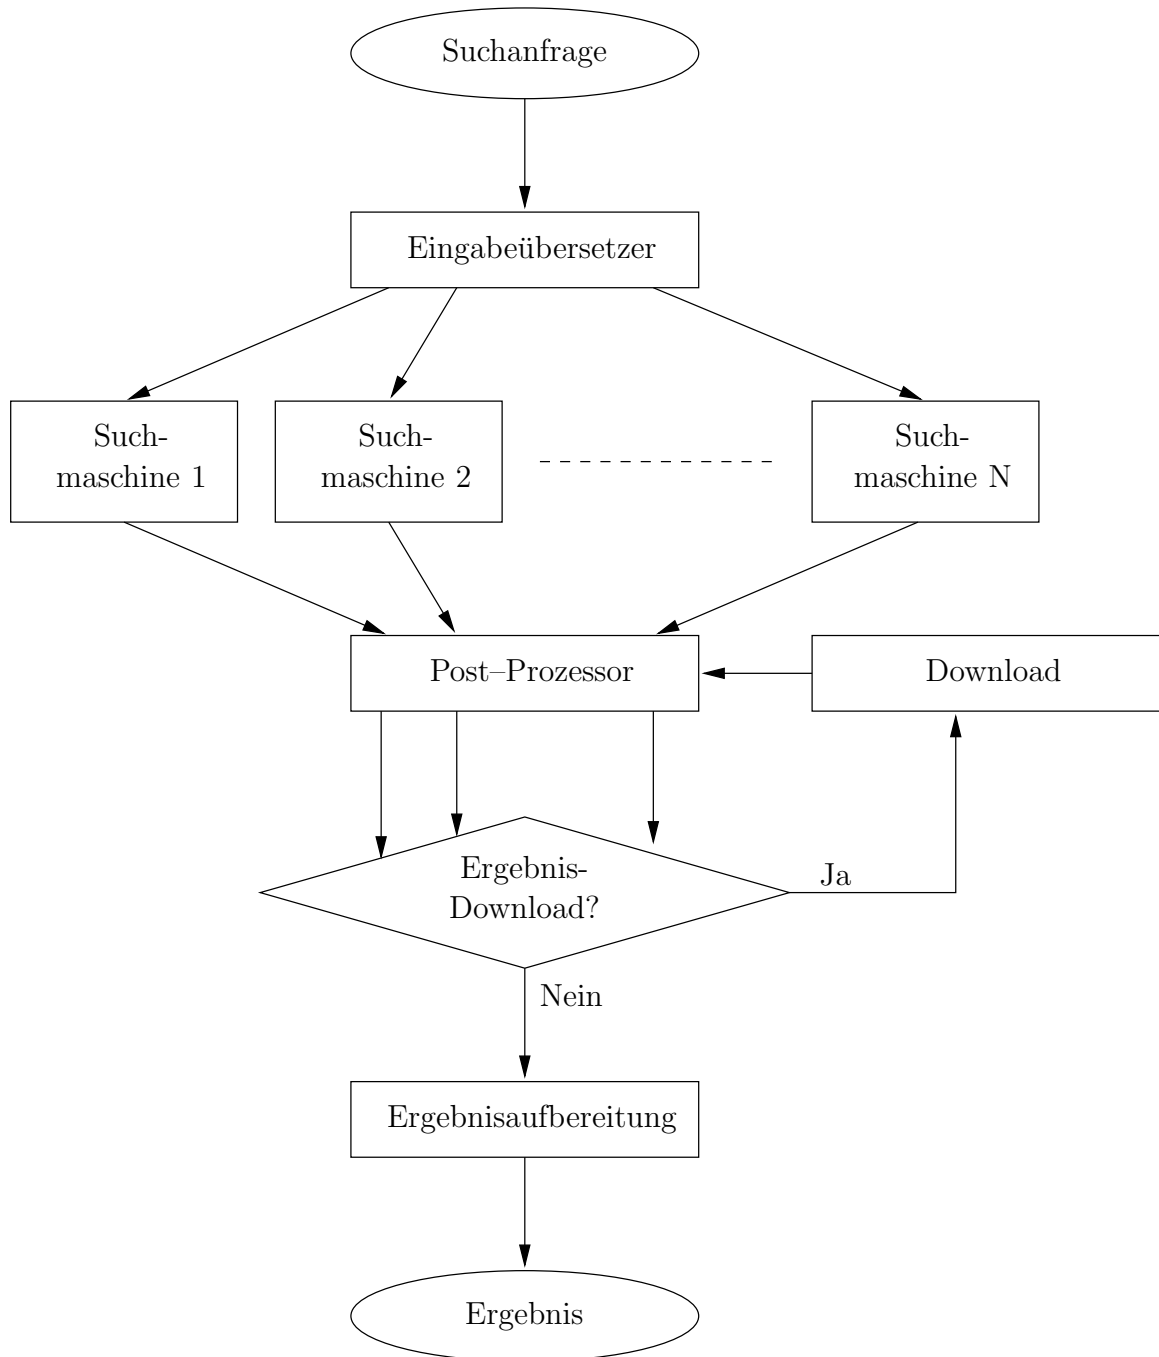 Suchanfrage
Eingabeübersetzer
Such-
maschine 1
Such-
maschine 2
Such-
maschine N
Post–Prozessor
Download
Ergebnis-
Download?
Ja
Nein
Ergebnisaufbereitung
Ergebnis